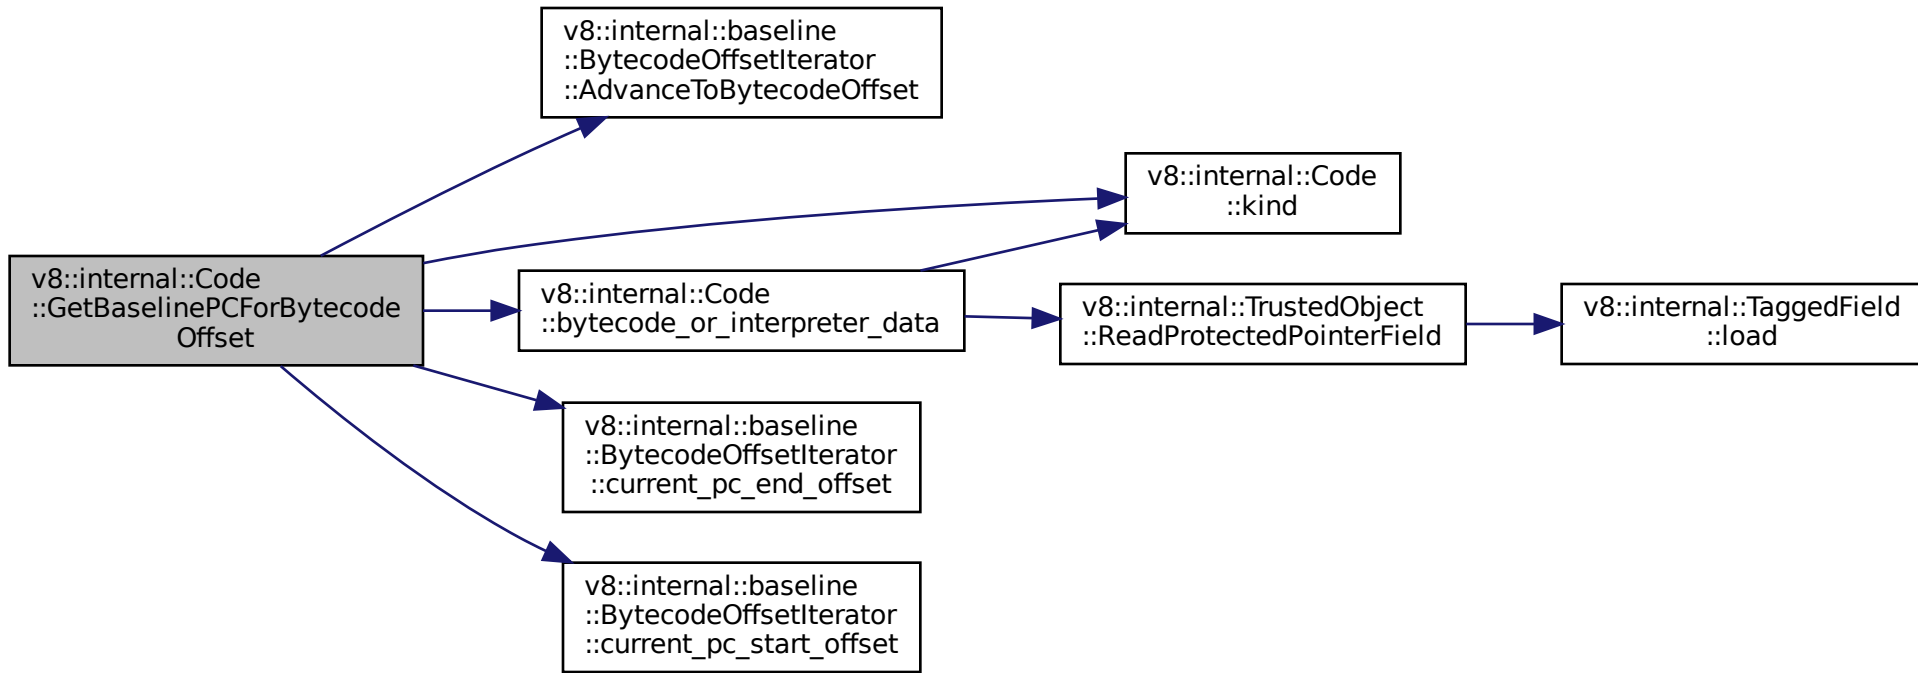 v8::internal::baseline
::BytecodeOffsetIterator
::AdvanceToBytecodeOffset
v8::internal::Code
::kind
v8::internal::Code
::GetBaselinePCForBytecode
Offset
v8::internal::Code
::bytecode_or_interpreter_data
v8::internal::TrustedObject
::ReadProtectedPointerField
v8::internal::TaggedField
::load
v8::internal::baseline
::BytecodeOffsetIterator
::current_pc_end_offset
v8::internal::baseline
::BytecodeOffsetIterator
::current_pc_start_offset